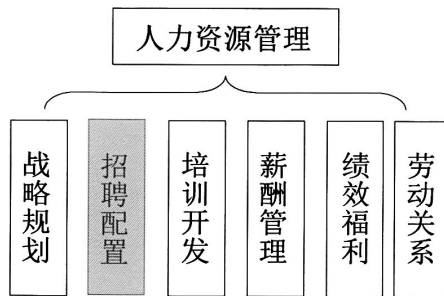 人力资源管理
战略规划
招聘配置
培训开发
薪酬管理
绩效福利
劳动关系